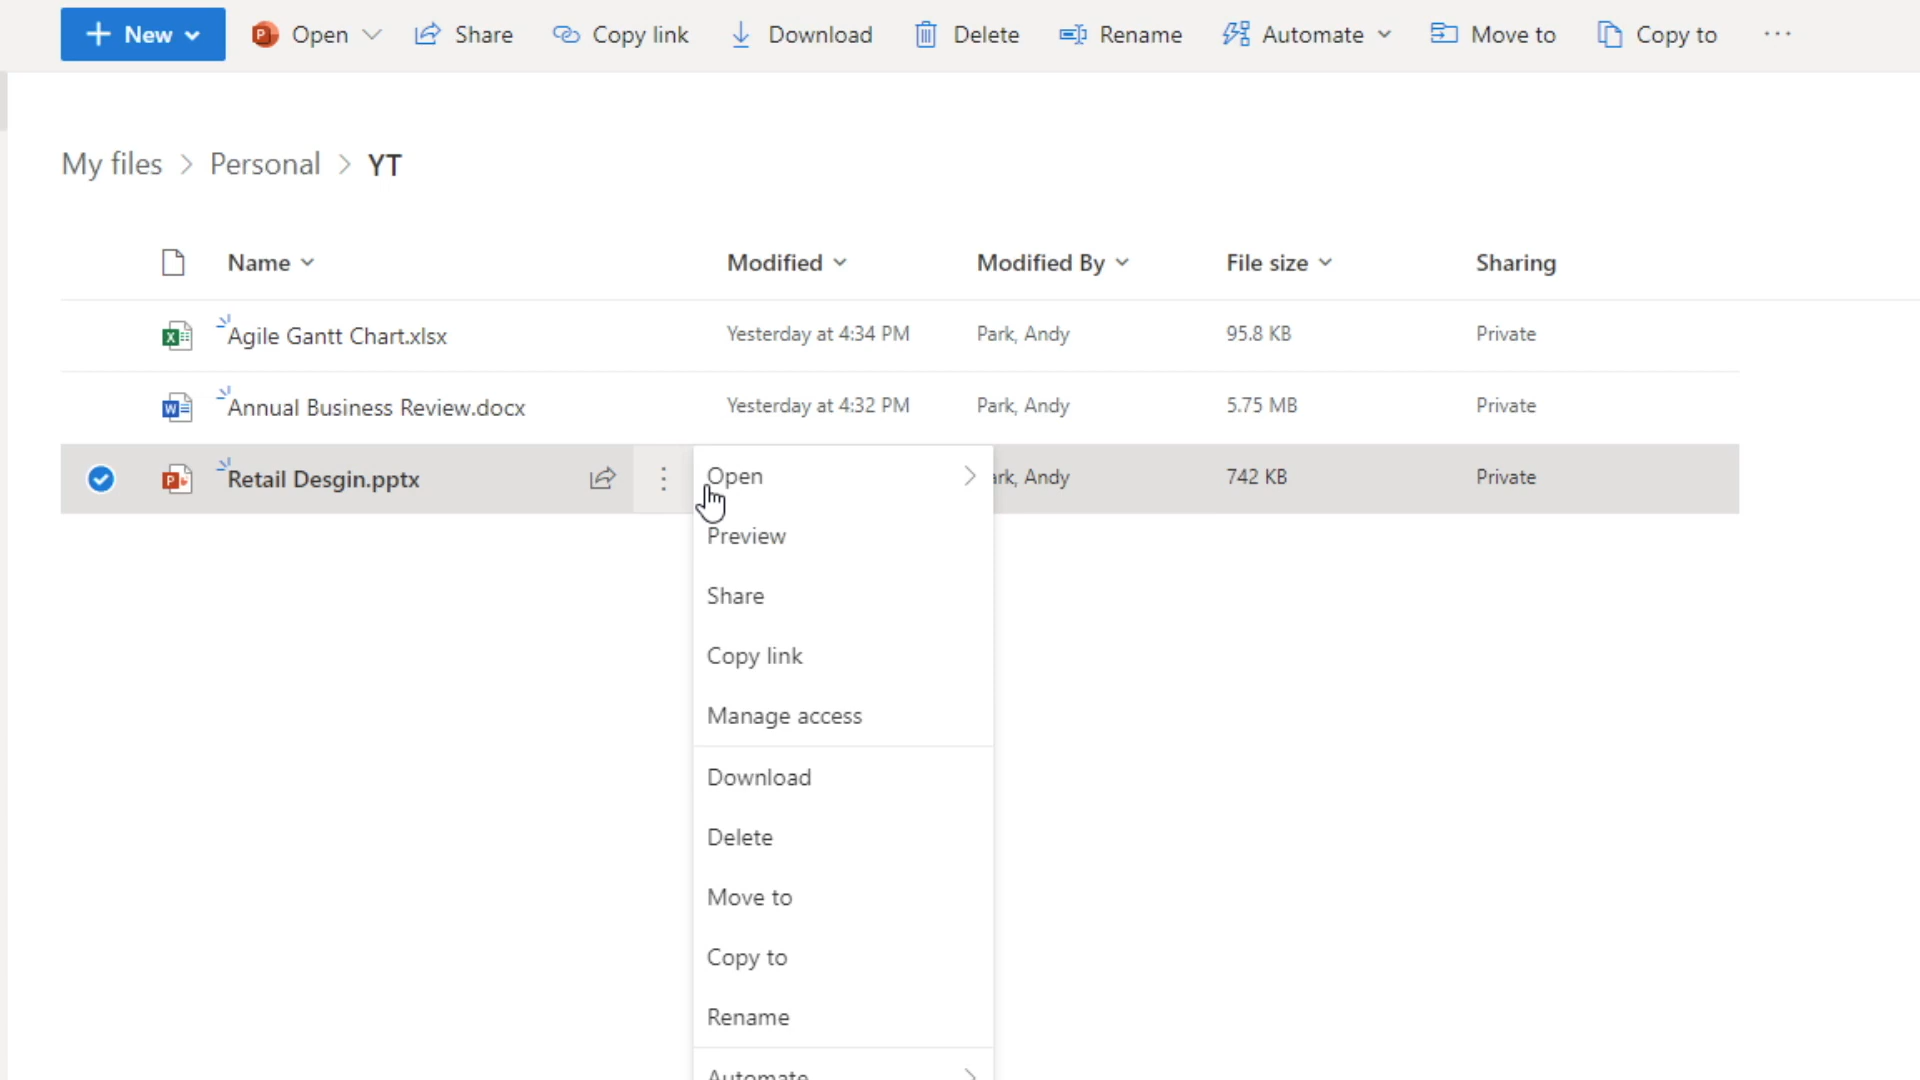 New Open Share Copy link Download Delete Rename Automate Move to Copy to ...
My files > Personal > YT
Name Modified Modified By File size Sharing
Agile Gantt Chart.xlsx Yesterday at 4:34 PM Park, Andy 95.8 KB Private
Annual Business Review.docx Yesterday at 4:32 PM Park, Andy 5.75 MB Private
Retail Desgin.pptx Open ark, Andy 742 KB Private
Preview
Share
Copy link
Manage access
Download
Delete
Move to
Copy to
Rename
Automate